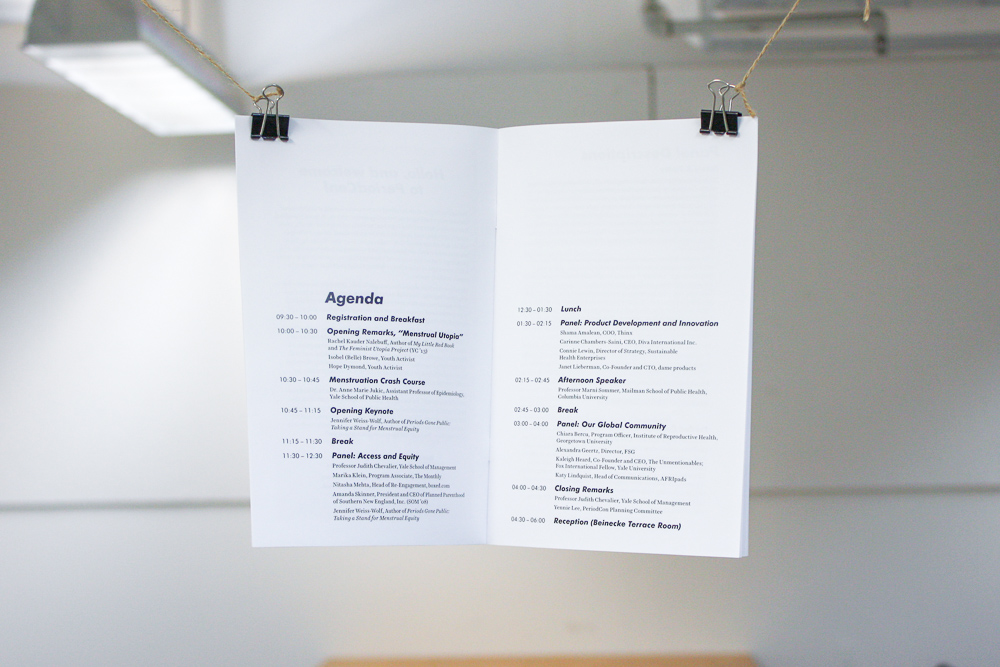 Agenda
09:30 – 10:00 Registration and Breakfast
10:00 – 10:30 Opening Remarks, “Menstrual Utopia”
Rachel Kauder Nalebuff, Author of My Little Red Book
and The Feminist Utopia Project (YC ’13)
Isobel (Belle) Brown, Youth Activist
Hope Dymond, Youth Activist
10:30 – 10:45 Menstruation Crash Course
Dr. Anne Marie Jukic, Assistant Professor of Epidemiology,
Yale School of Public Health
10:45 – 11:15 Opening Keynote
Jennifer Weiss-Wolf, Author of Periods Gone Public:
Taking a Stand for Menstrual Equity
11:15 – 11:30 Break
11:30 – 12:30 Panel: Access and Equity
Professor Judith Chevalier, Yale School of Management
Marika Klein, Program Associate, The Monthly
Nitasha Mehta, Head of Re-Engagement,
Amanda Skinner, President and CEO of Planned Parenthood
of Southern New England, Inc. (SOM ’08)
Jennifer Weiss-Wolf, Author of Periods Gone Public:
Taking a Stand for Menstrual Equity
12:30 – 01:30 Lunch
01:30 – 02:15 Panel: Product Development and Innovation
Shama Amalean, COO, Thinx
Carinne Chambers-Saini, CEO, Diva International Inc.
Connie Lewin, Director of Strategy, Sustainable
Health Enterprises
Janet Lieberman, Co-Founder and CTO, dame products
02:15 – 02:45 Afternoon Speaker
Professor Marni Sommer, Mailman School of Public Health,
Columbia University
02:45 – 03:00 Break
03:00 – 04:00 Panel: Our Global Community
Chiara Berca, Program Officer, Institute of Reproductive Health,
Georgetown University
Alexandra Geertz, Director, FSG
Kaleigh Heard, Co-Founder and CEO, The Unmentionables;
Fox International Fellow, Yale University
Katy Lindquist, Head of Communications, AFRIpads
04:00 – 04:30 Closing Remarks
Professor Judith Chevalier, Yale School of Management
Yennie Lee, PeriodCon Planning Committee
04:30 – 06:00 Reception (Beinecke Terrace Room)